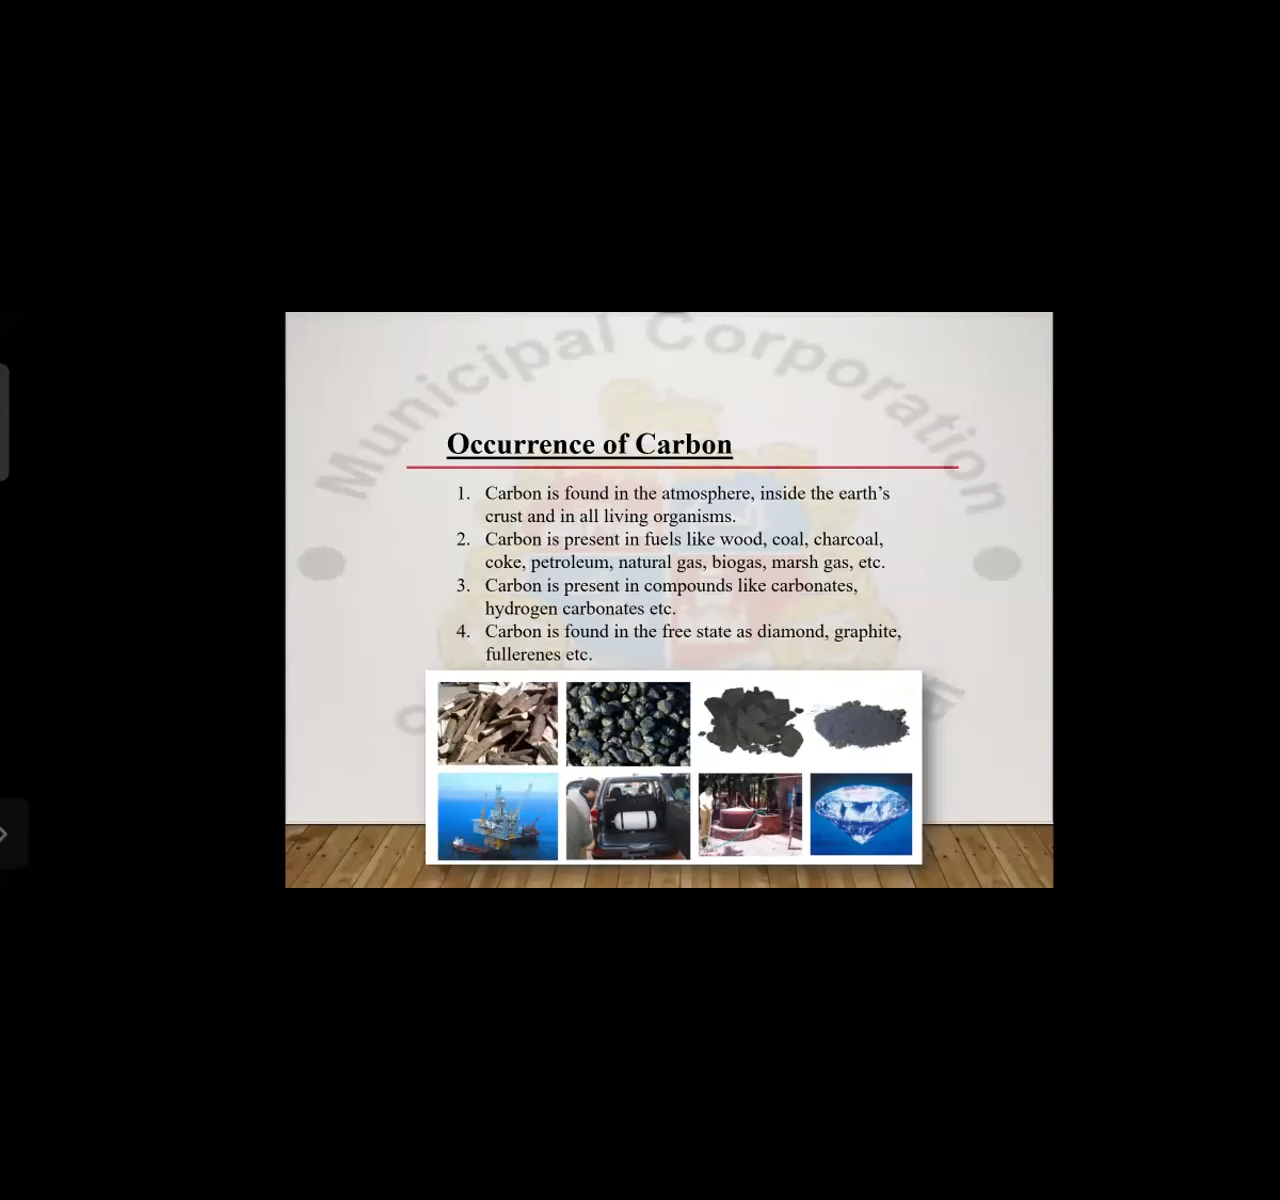 Municipal Corporation
Occurrence of Carbon
1. Carbon is found in the atmosphere, inside the earth’s
crust and in all living organisms.
2. Carbon is present in fuels like wood, coal, charcoal,
coke, petroleum, natural gas, biogas, marsh gas, etc.
3. Carbon is present in compounds like carbonates,
hydrogen carbonates etc.
4. Carbon is found in the free state as diamond, graphite,
fullerenes etc.